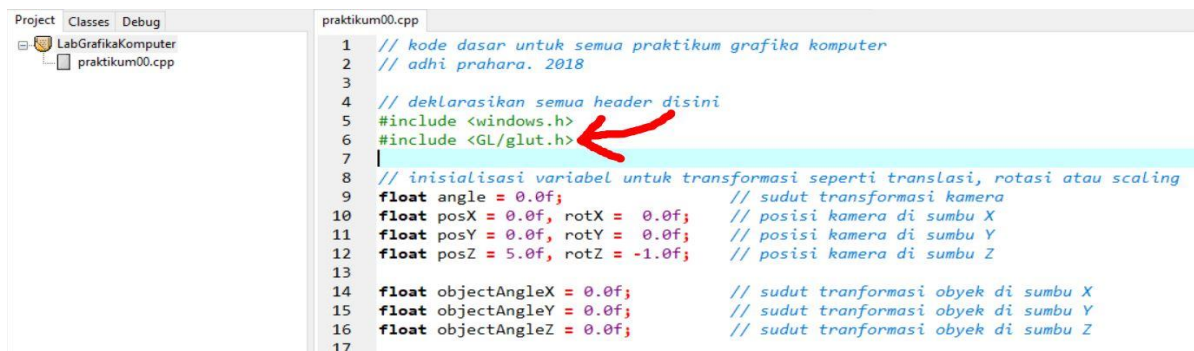 Project Classes Debug
LabGrafikaKomputer
praktikum00.cpp
praktikum00.cpp
1 // kode dasar untuk semua praktikum grafika komputer
2 // adhi prahara. 2018
3
4 // deklarasikan semua header disini
5 #include <windows.h>
6 #include <GL/glut.h>
7
8 // inisialisasi variabel untuk transformasi seperti translasi, rotasi atau scaling
9 float angle = 0.0f; // sudut transformasi kamera
10 float posX = 0.0f, rotX = 0.0f; // posisi kamera di sumbu X
11 float posY = 0.0f, rotY = 0.0f; // posisi kamera di sumbu Y
12 float posZ = 5.0f, rotZ = -1.0f; // posisi kamera di sumbu Z
13
14 float objectAngleX = 0.0f; // sudut tranformasi obyek di sumbu X
15 float objectAngleY = 0.0f; // sudut tranformasi obyek di sumbu Y
16 float objectAngleZ = 0.0f; // sudut tranformasi obyek di sumbu Z
17